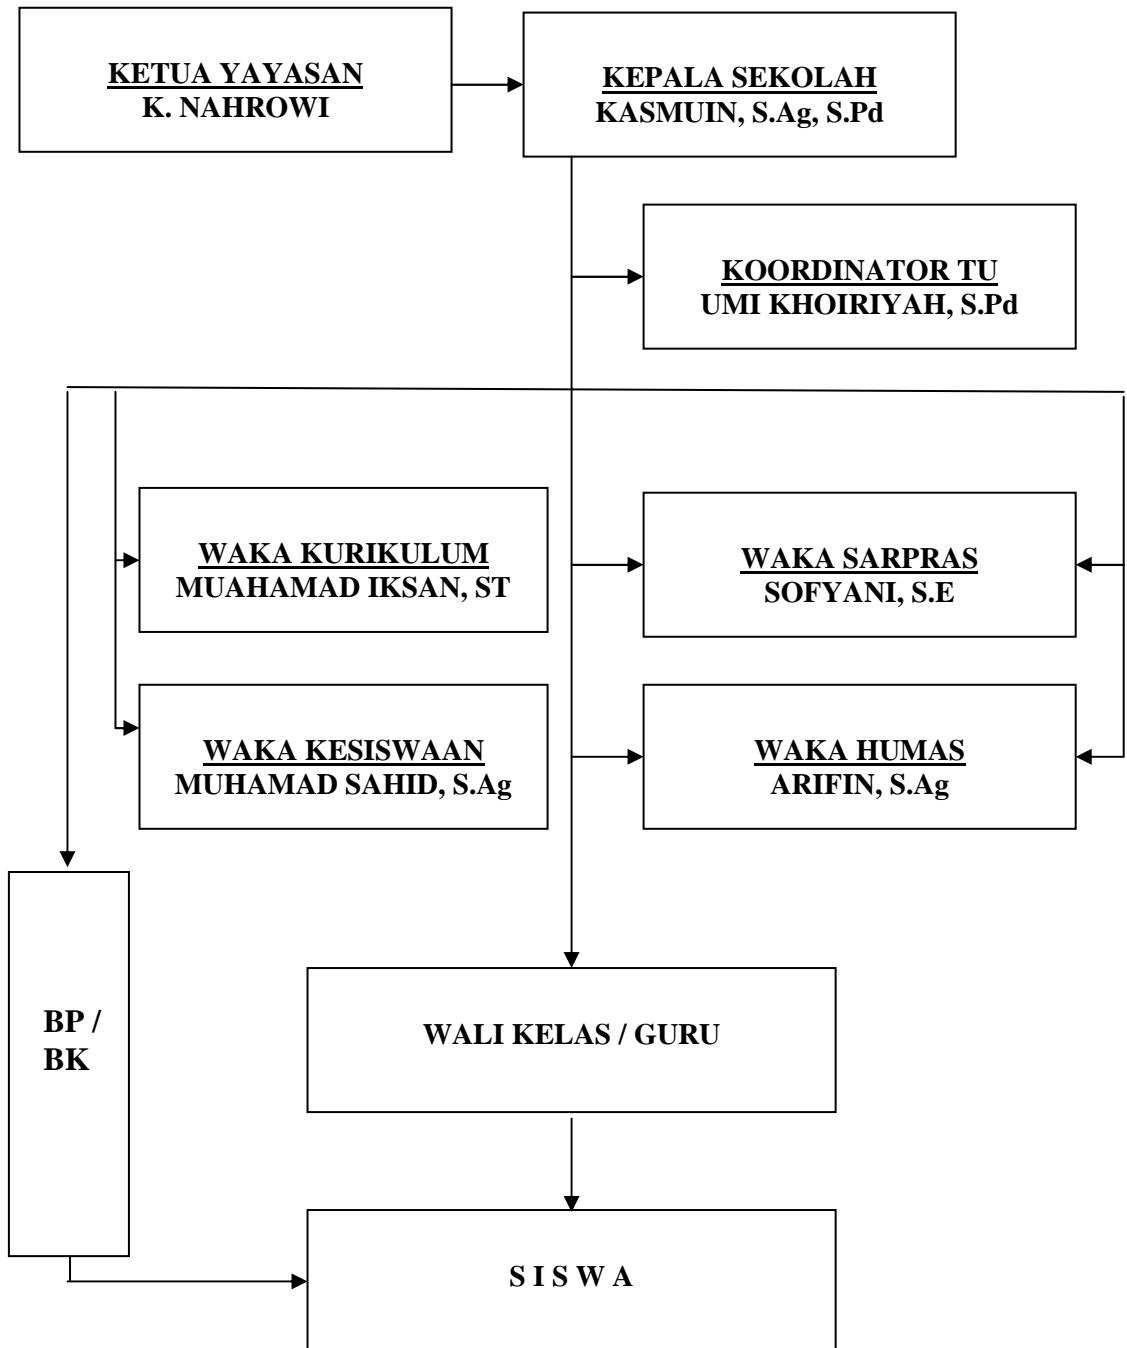 KETUA YAYASAN
K. NAHROWI
KEPALA SEKOLAH
KASMUIN, S.Ag, S.Pd
KOORDINATOR TU
UMI KHOIRIYAH, S.Pd
WAKA KURIKULUM
MUAHAMAD IKSAN, ST
WAKA SARPRAS
SOFYANI, S.E
WAKA KESISWAAN
MUHAMAD SAHID, S.Ag
WAKA HUMAS
ARIFIN, S.Ag
BP /
BK
WALI KELAS / GURU
S I S W A